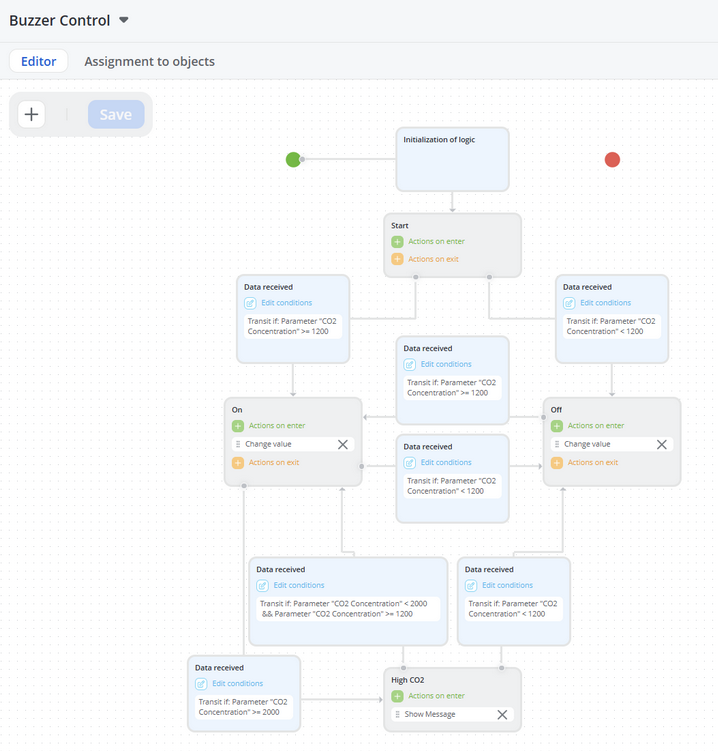 Buzzer Control
Editor
Assignment to objects
Save
Initialization of logic
Start
Actions on enter
Actions on exit
Data received
Edit conditions
Transit if: Parameter "CO2
Concentration" >= 1200
Data received
Edit conditions
Transit if: Parameter "CO2
Concentration" < 1200
Data received
Edit conditions
Transit if: Parameter "CO2
Concentration" >= 1200
On
Actions on enter
Change value
Actions on exit
Off
Actions on enter
Change value
Actions on exit
Data received
Edit conditions
Transit if: Parameter "CO2
Concentration" < 1200
Data received
Edit conditions
Transit if: Parameter "CO2 Concentration" < 2000
&& Parameter "CO2 Concentration" >= 1200
Data received
Edit conditions
Transit if: Parameter "CO2
Concentration" < 1200
Data received
Edit conditions
Transit if: Parameter "CO2
Concentration" >= 2000
High CO2
Actions on enter
Show Message